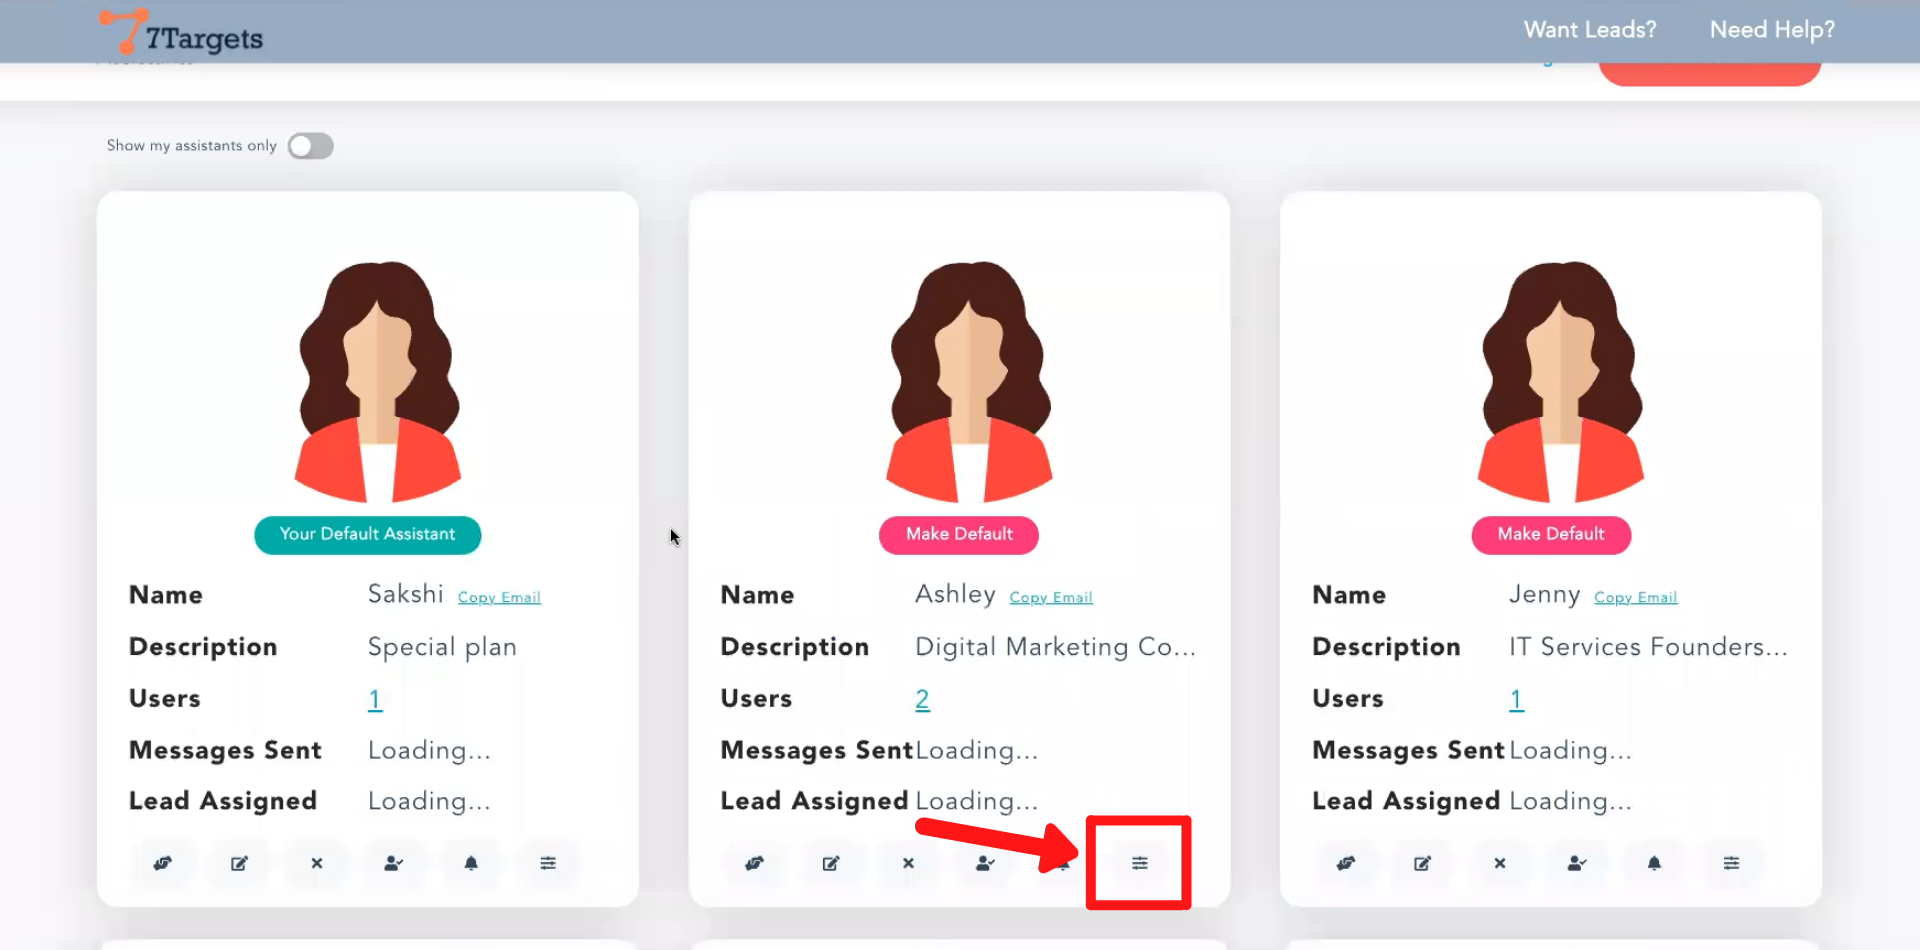 7Targets
Want Leads?
Need Help?
Show my assistants only
Your Default Assistant
Name
Sakshi
Copy Email
Description
Special plan
Users
1
Messages Sent
Loading...
Lead Assigned
Loading...
Make Default
Name
Ashley
Copy Email
Description
Digital Marketing Co...
Users
2
Messages Sent
Loading...
Lead Assigned
Loading...
Make Default
Name
Jenny
Copy Email
Description
IT Services Founders...
Users
1
Messages Sent
Loading...
Lead Assigned
Loading...